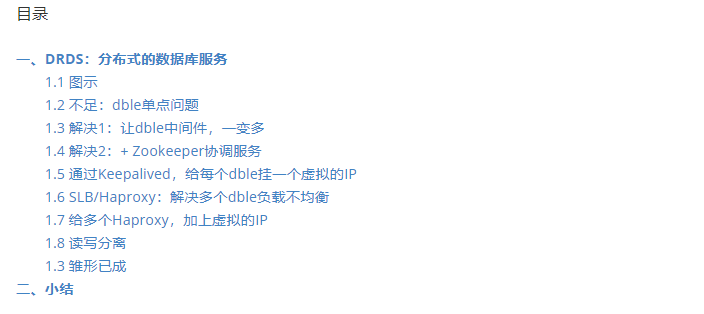 目录
一、DRDS：分布式的数据库服务
1.1 图示
1.2 不足：dble单点问题
1.3 解决1：让dble中间件，一变多
1.4 解决2：+ Zookeeper协调服务
1.5 通过Keepalived，给每个dble挂一个虚拟的IP
1.6 SLB/Haproxy：解决多个dble负载不均衡
1.7 给多个Haproxy，加上虚拟的IP
1.8 读写分离
1.3 雏形已成
二、小结